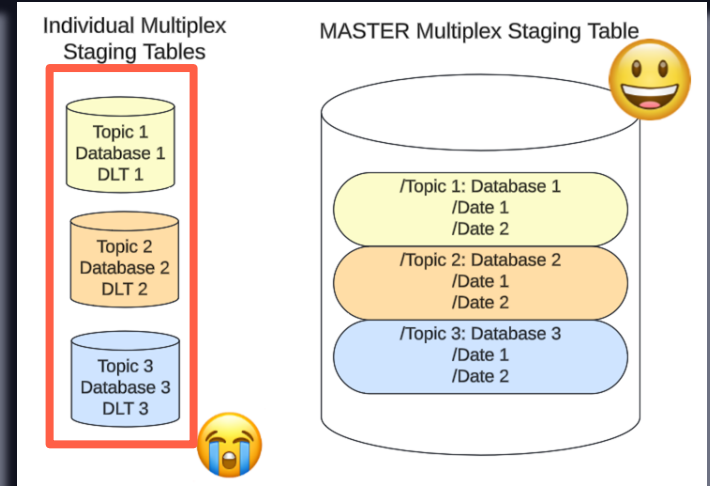 Individual Multiplex
Staging Tables
Topic 1
Database 1
DLT 1
Topic 2
Database 2
DLT 2
Topic 3
Database 3
DLT 3
MASTER Multiplex Staging Table
/Topic 1: Database 1
/Date 1
/Date 2
/Topic 2: Database 2
/Date 1
/Date 2
/Topic 3: Database 3
/Date 1
/Date 2